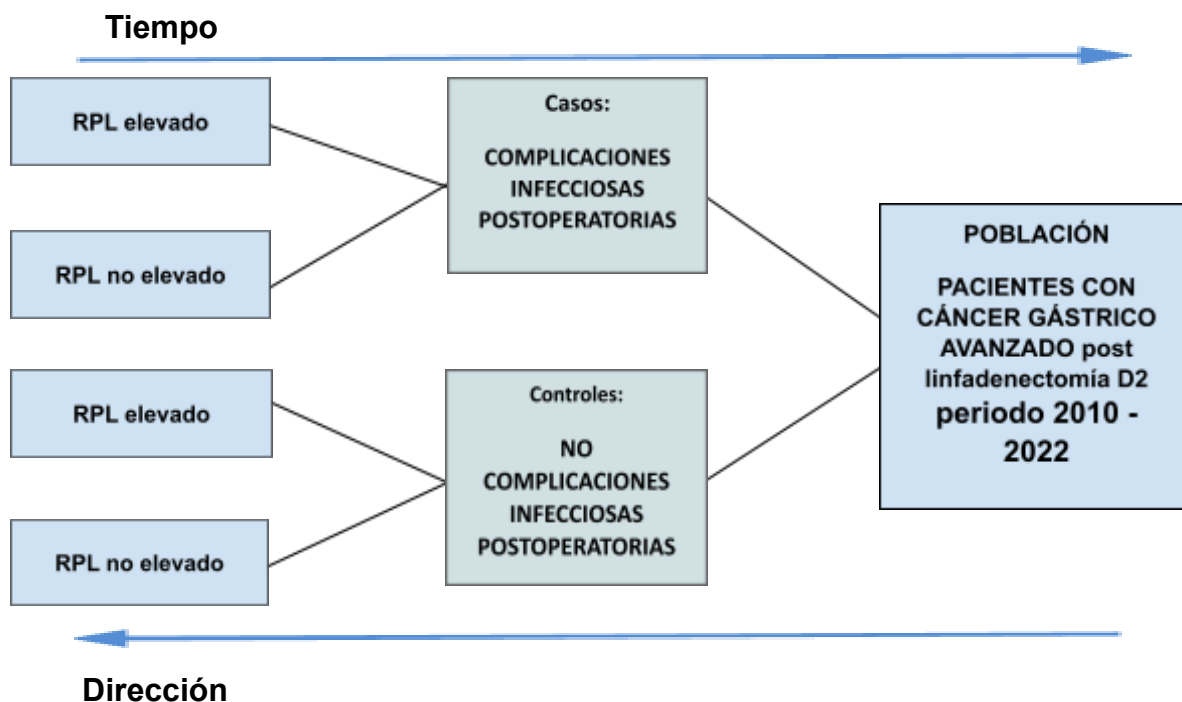 Tiempo
RPL elevado
RPL no elevado
RPL elevado
RPL no elevado
Casos:
COMPLICACIONES
INFECCIOSAS
POSTOPERATORIAS
Controles:
NO
COMPLICACIONES
INFECCIOSAS
POSTOPERATORIAS
POBLACIÓN
PACIENTES CON
CÁNCER GÁSTRICO
AVANZADO post
linfadenectomía D2
periodo 2010 -
2022
Dirección